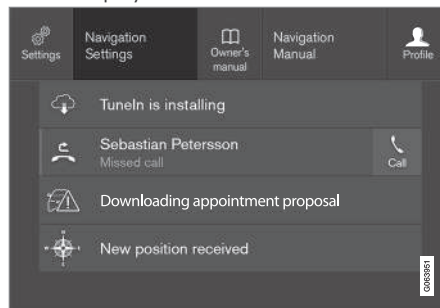 Navigation
Settings
Settings
Owner's
manual
Navigation
Manual
Profile
TuneIn is installing
Sebastian Petersson
Missed call
Call
Downloading appointment proposal
New position received
G063951